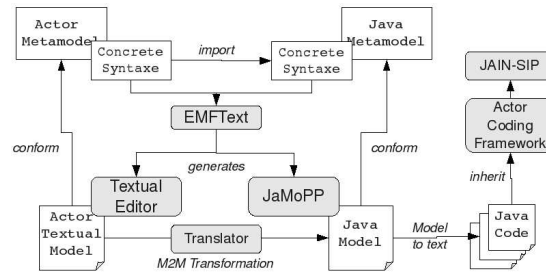 Actor
Metamodel
Concrete
Syntaxe
import
Concrete
Syntaxe
Java
Metamodel
JAIN-SIP
EMFText
Actor
Coding
Framework
conform
generates
conform
inherit
Textual
Editor
JaMoPP
Actor
Textual
Model
Translator
M2M Transformation
Java
Model
Model
to text
Java
Code